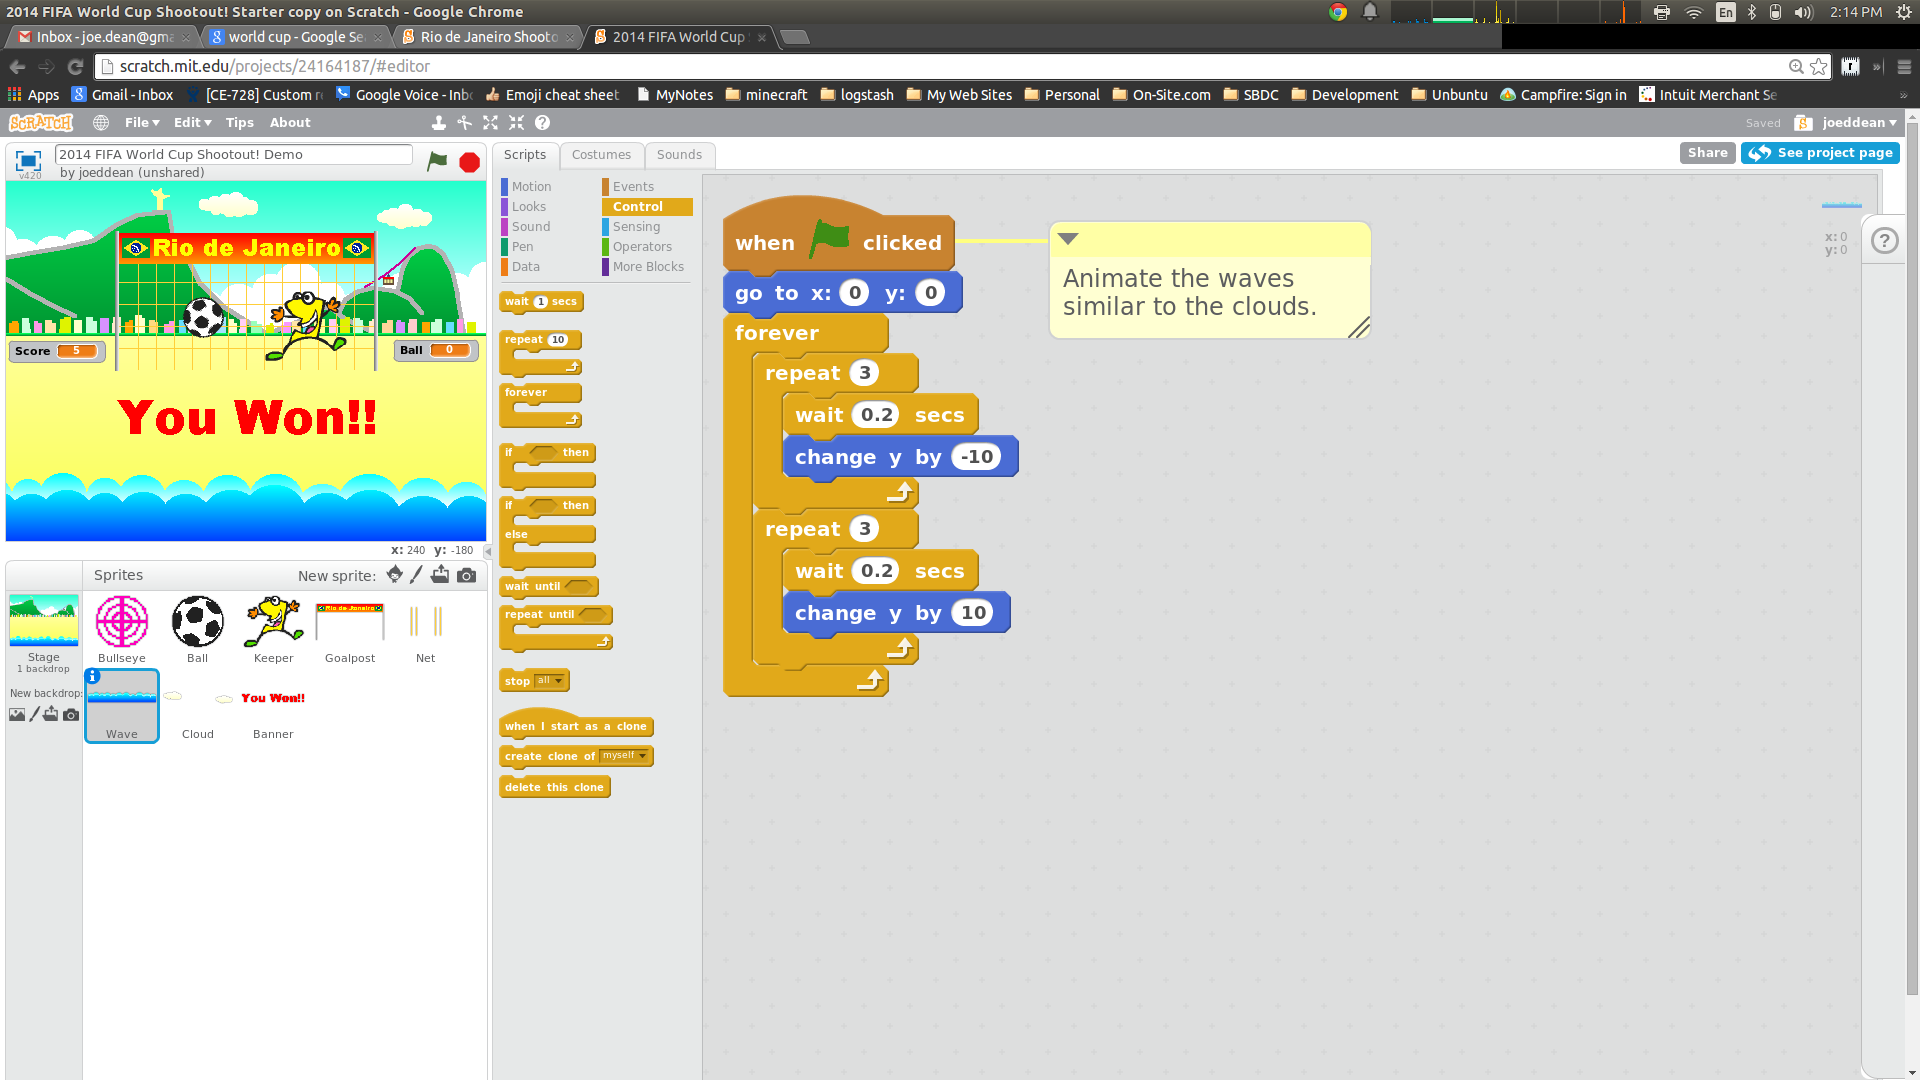 2014 FIFA World Cup Shootout! Starter copy on Scratch - Google Chrome
En
2:14 PM
Inbox - joe.dean@gma
world cup - Google Se
Rio de Janeiro Shooto
2014 FIFA World Cup
scratch.mit.edu/projects/24164187/#editor
Apps
Gmail - Inbox
[CE-728] Custom r
Google Voice - Inb
Emoji cheat sheet
MyNotes
minecraft
logstash
My Web Sites
Personal
On-Site.com
SBDC
Development
Unbuntu
Campfire: Sign in
Intuit Merchant Se
SCRATCH
File
Edit
Tips
About
Saved
joeddean
v420
2014 FIFA World Cup Shootout! Demo
by joeddean (unshared)
Scripts
Costumes
Sounds
Share
See project page
Rio de Janeiro
Score 5
Ball 0
You Won!!
x: 240 y: -180
Motion
Looks
Sound
Pen
Data
Events
Control
Sensing
Operators
More Blocks
wait 1 secs
repeat 10
forever
if then
if then
else
wait until
repeat until
stop all
when I start as a clone
create clone of myself
delete this clone
when clicked
go to x: 0 y: 0
forever
repeat 3
wait 0.2 secs
change y by -10
repeat 3
wait 0.2 secs
change y by 10
Animate the waves
similar to the clouds.
x: 0
y: 0
?
Sprites
New sprite:
Stage
1 backdrop
New backdrop:
Bullseye
Ball
Rio de Janeiro
Keeper
Goalpost
Net
Wave
Cloud
You Won!!
Banner